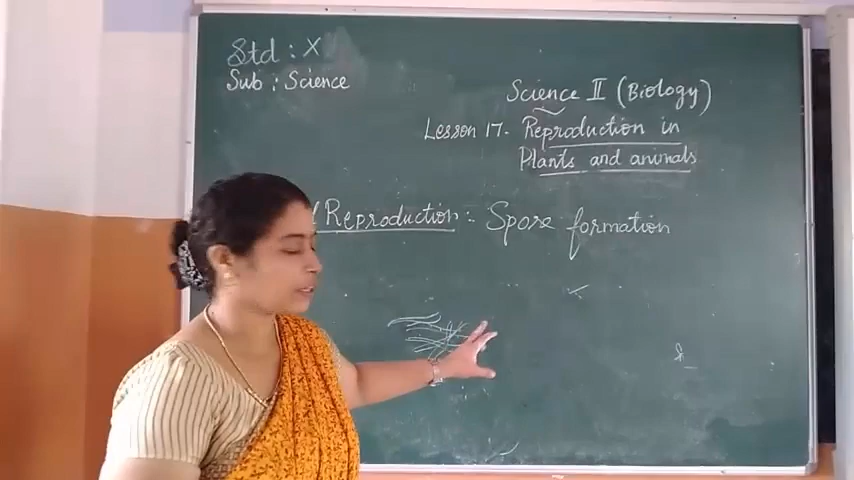 Std : X
Sub : Science
Science II (Biology)
Lesson 17. Reproduction in
Plants and animals
Reproduction :- Spore formation